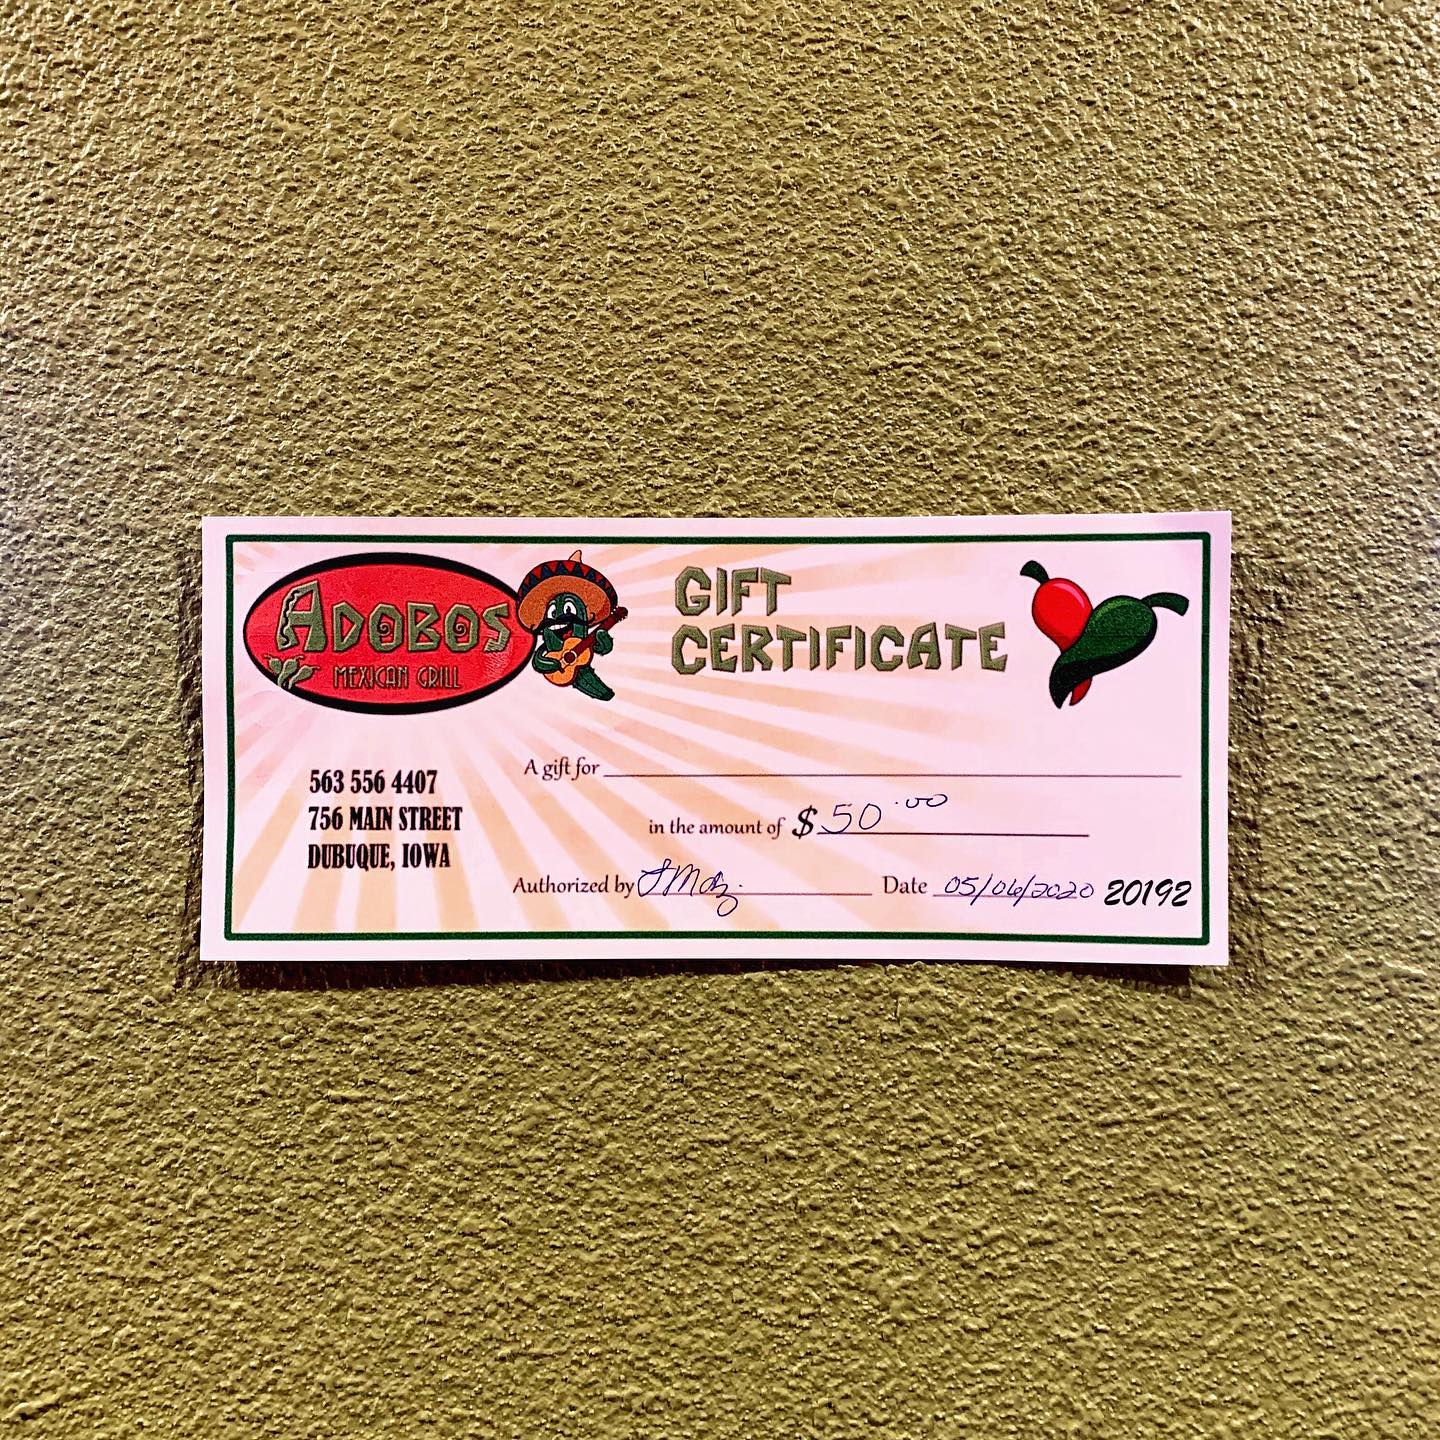 ADOBOS
MEXICAN GRILL
GIFT
CERTIFICATE
563 556 4407
756 MAIN STREET
DUBUQUE, IOWA
A gift for
in the amount of $ 50.00
Authorized by
Date 05/06/2020 20192